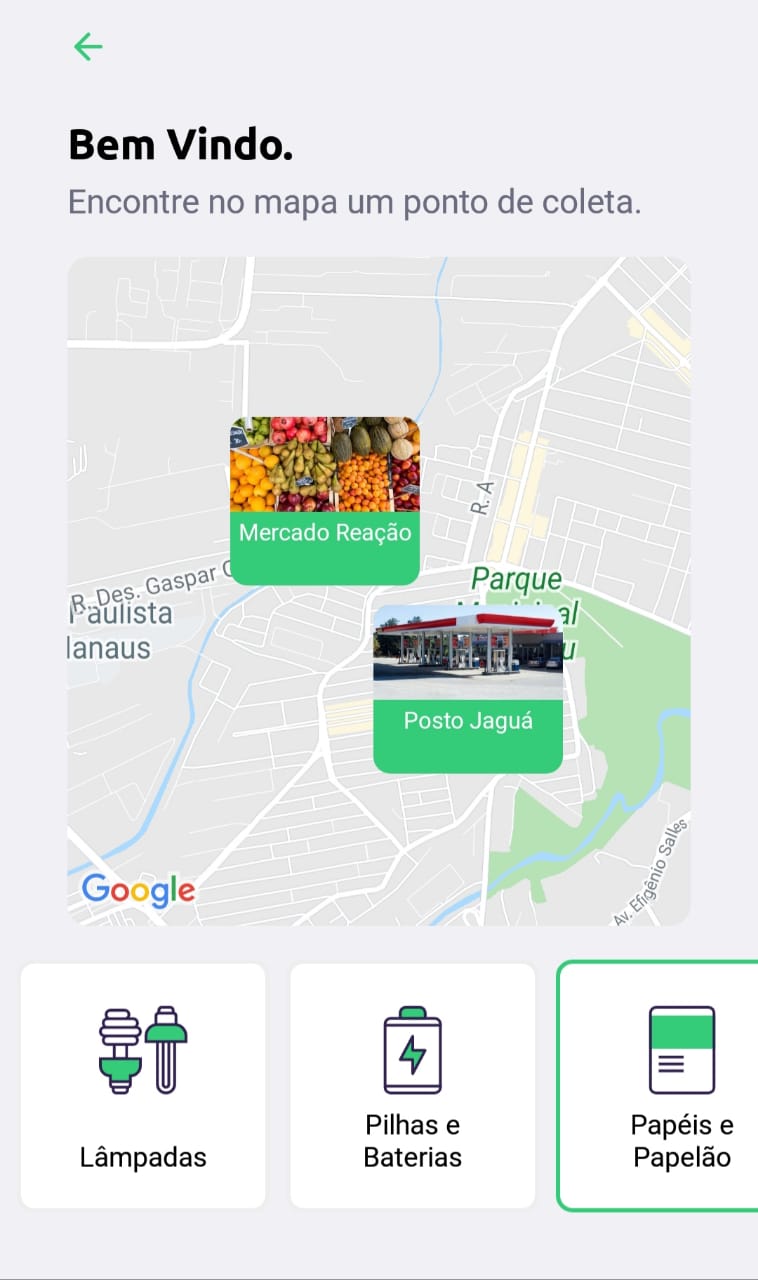 Bem Vindo.
Encontre no mapa um ponto de coleta.
R. A
Mercado Reação
R. Des. Gaspar
Paulista
Parque
Posto Jaguá
Av. Efigênio Salles
Google
Lâmpadas
Pilhas e
Baterias
Papéis e
Papelão